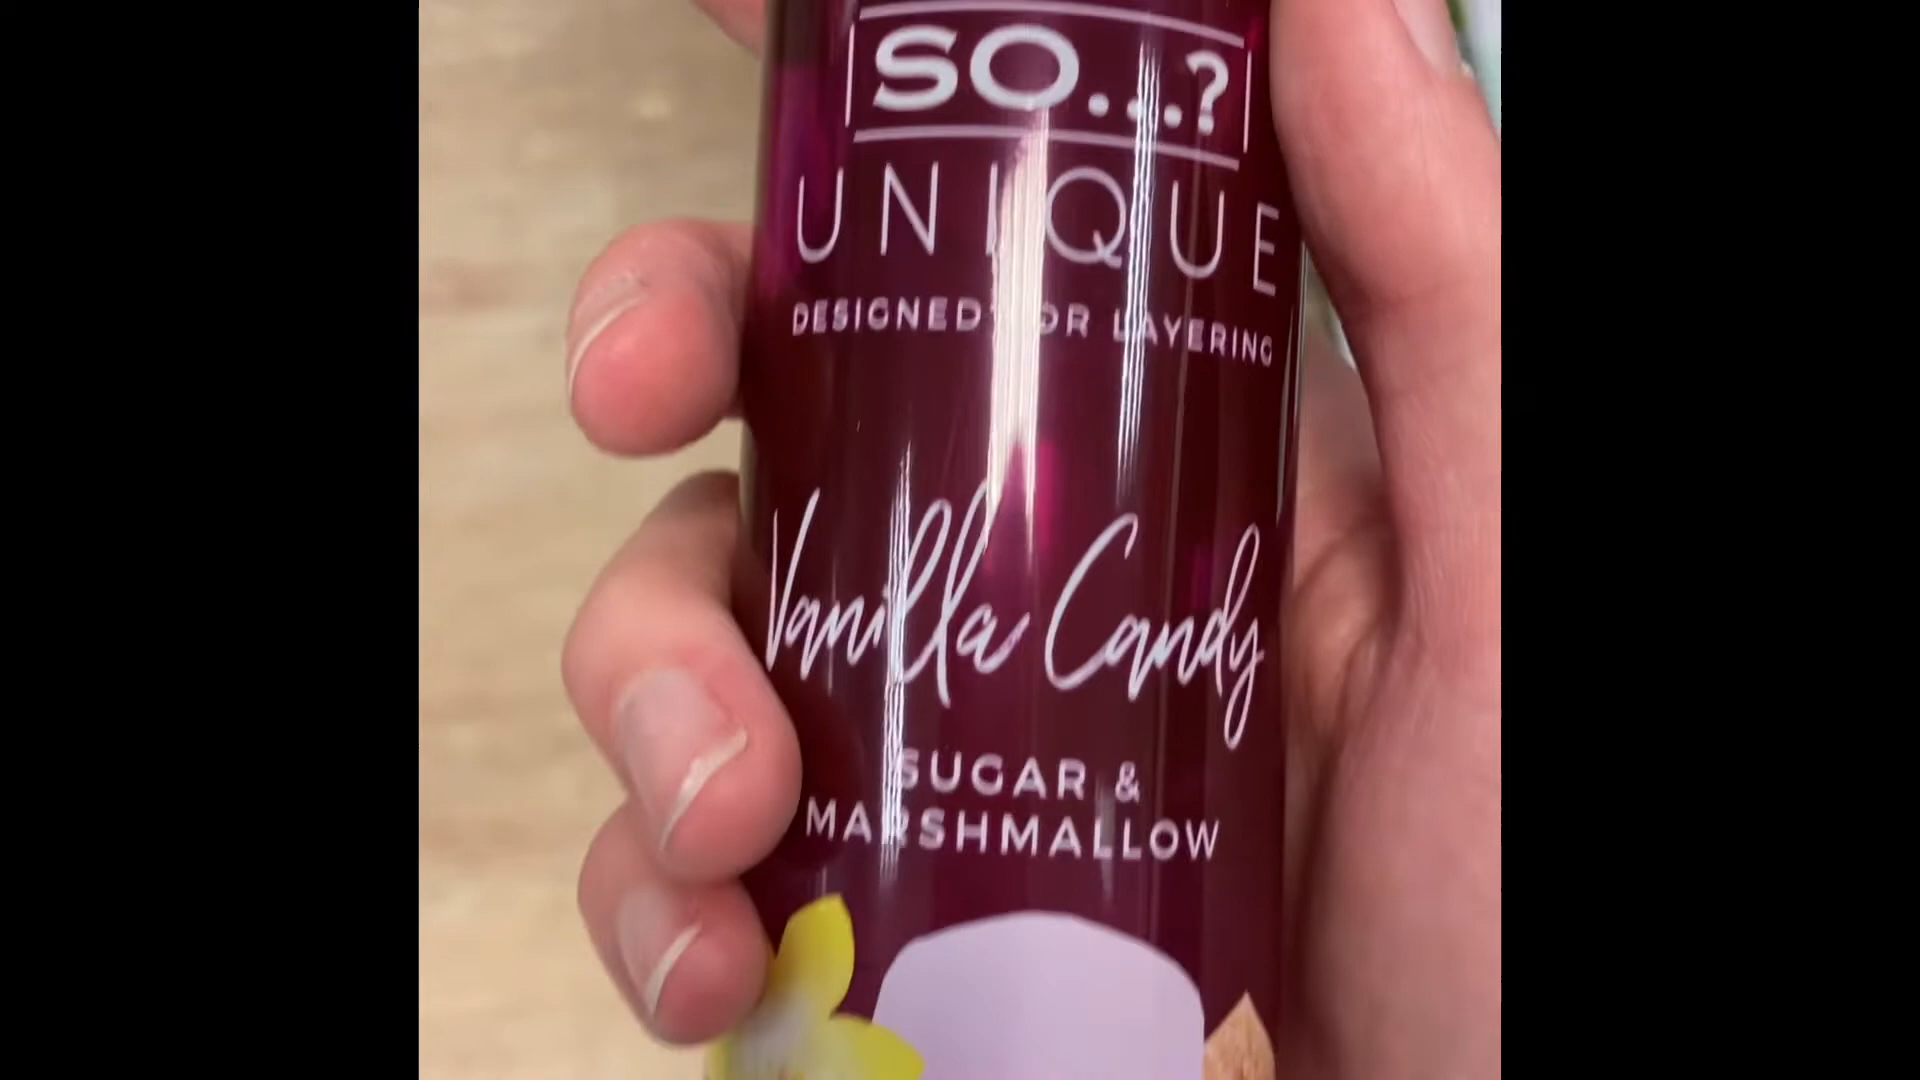 SO...?
UNIQUE
DESIGNED FOR LAYERING
Vanilla Candy
SUGAR &
MARSHMALLOW